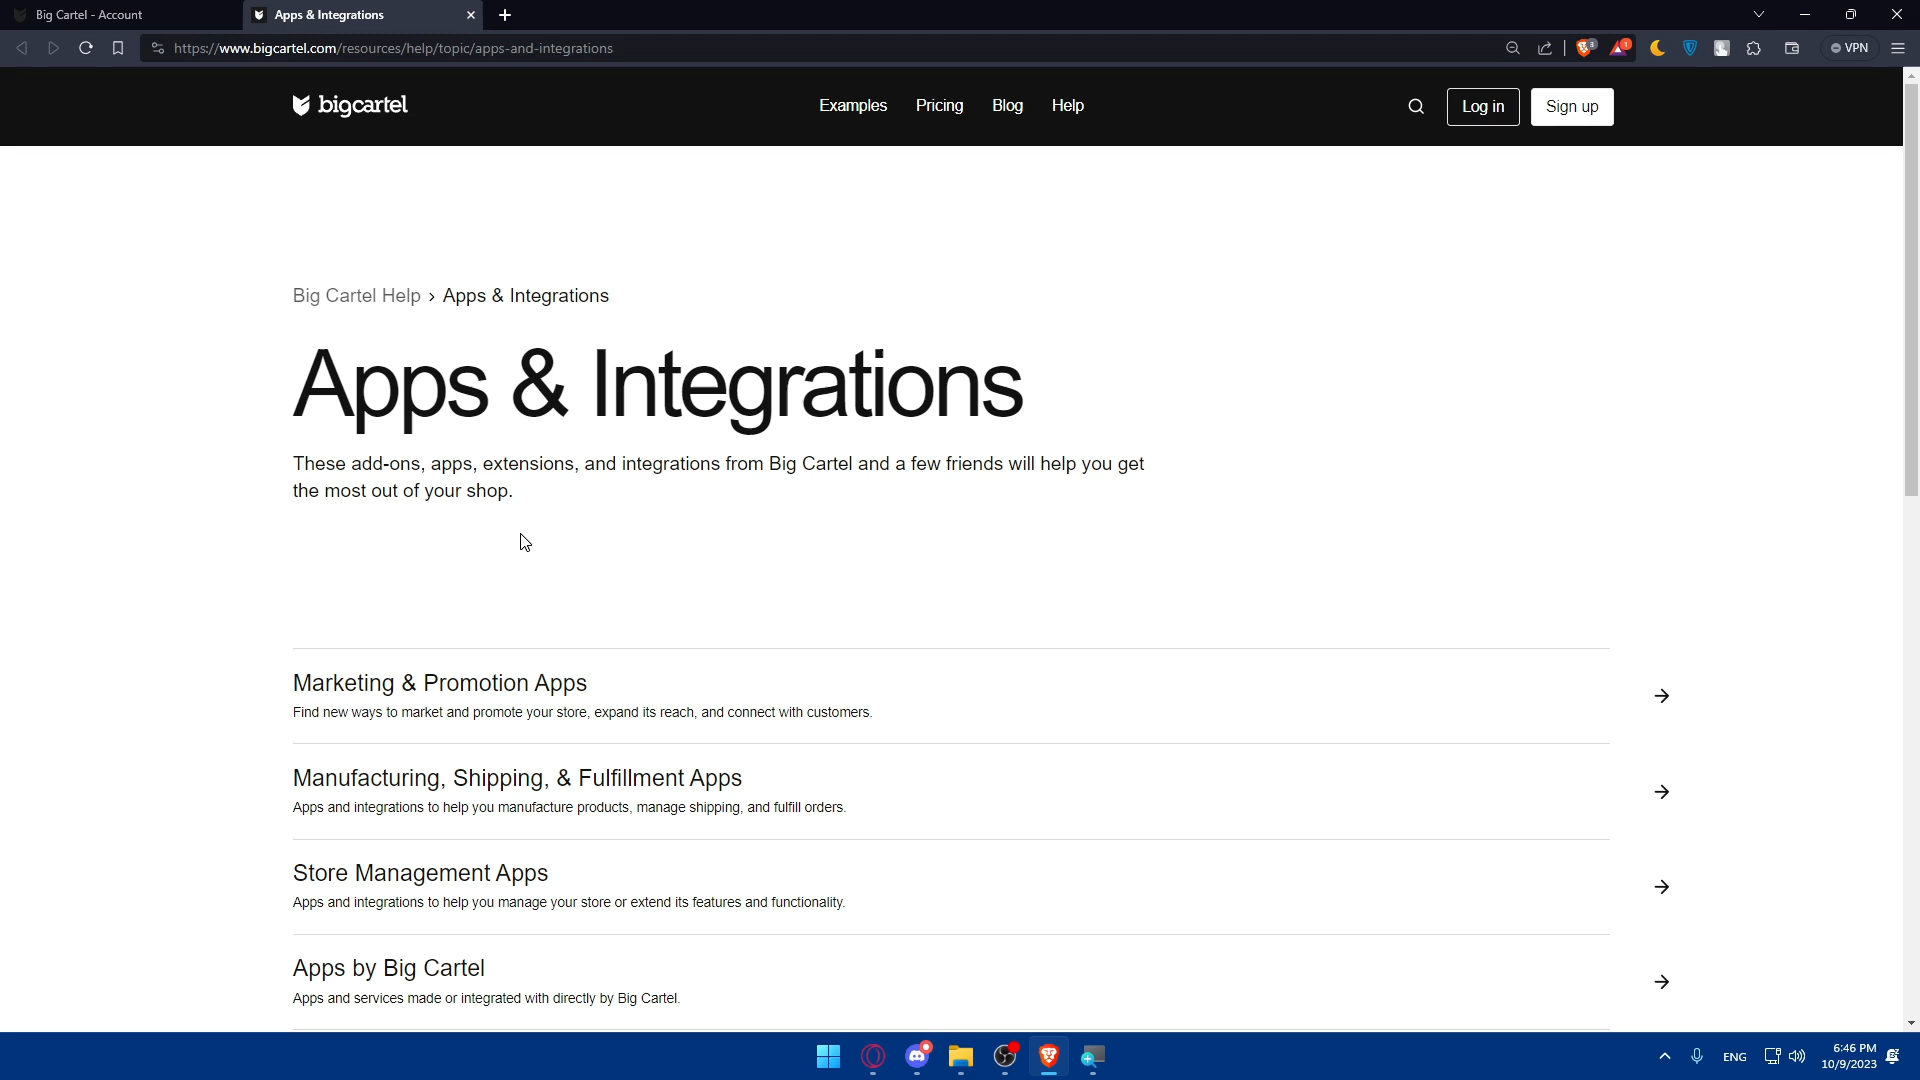 Big Cartel - Account
Apps & Integrations
https://www.bigcartel.com/resources/help/topic/apps-and-integrations
3
1
VPN
bigcartel
Examples
Pricing
Blog
Help
Log in
Sign up
Big Cartel Help › Apps & Integrations
Apps & Integrations
These add-ons, apps, extensions, and integrations from Big Cartel and a few friends will help you get
the most out of your shop.
Marketing & Promotion Apps
Find new ways to market and promote your store, expand its reach, and connect with customers.
Manufacturing, Shipping, & Fulfillment Apps
Apps and integrations to help you manufacture products, manage shipping, and fulfill orders.
Store Management Apps
Apps and integrations to help you manage your store or extend its features and functionality.
Apps by Big Cartel
Apps and services made or integrated with directly by Big Cartel.
ENG
6:46 PM
10/9/2023